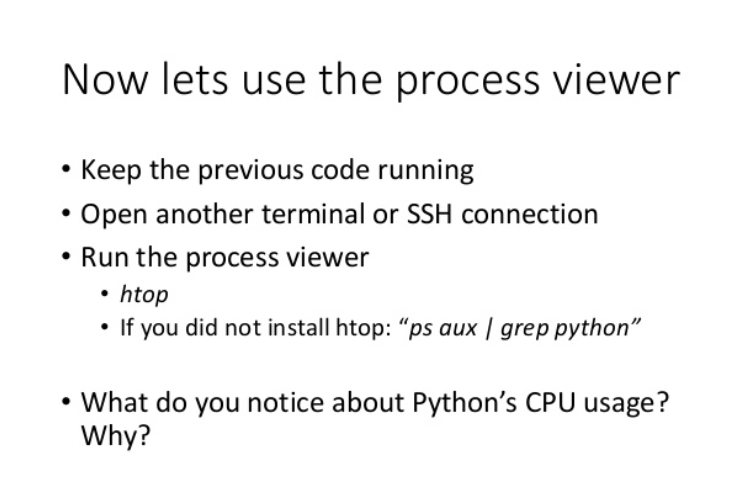 Now lets use the process viewer
• Keep the previous code running
• Open another terminal or SSH connection
• Run the process viewer
• htop
• If you did not install htop: “ps aux | grep python”
• What do you notice about Python’s CPU usage?
Why?